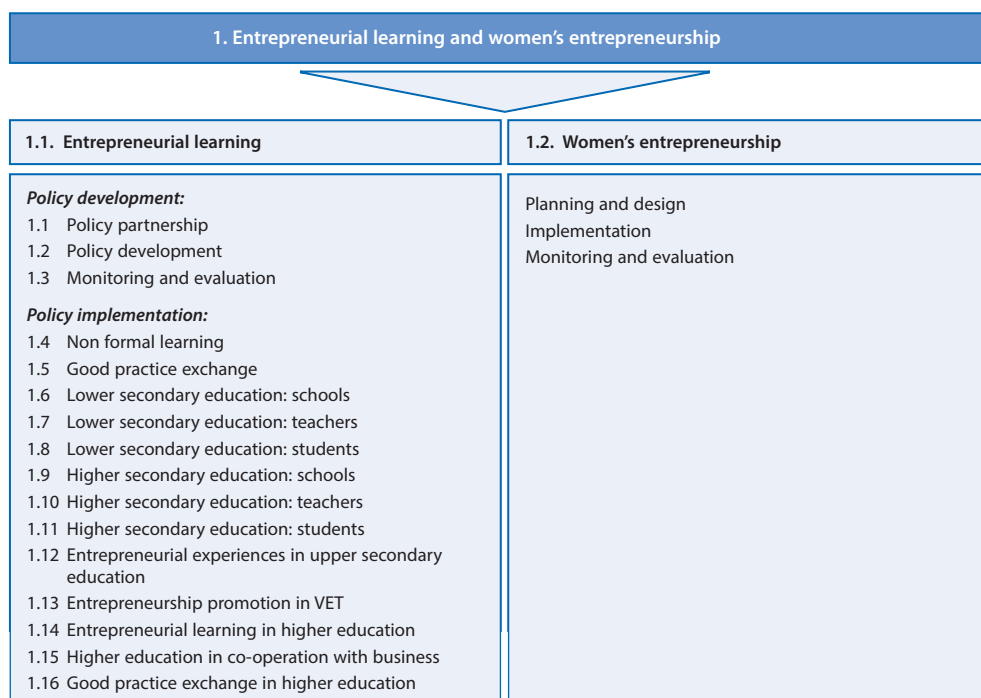 1. Entrepreneurial learning and women's entrepreneurship
1.1. Entrepreneurial learning
1.2. Women's entrepreneurship
Policy development:
1.1 Policy partnership
1.2 Policy development
1.3 Monitoring and evaluation
Policy implementation:
1.4 Non formal learning
1.5 Good practice exchange
1.6 Lower secondary education: schools
1.7 Lower secondary education: teachers
1.8 Lower secondary education: students
1.9 Higher secondary education: schools
1.10 Higher secondary education: teachers
1.11 Higher secondary education: students
1.12 Entrepreneurial experiences in upper secondary
education
1.13 Entrepreneurship promotion in VET
1.14 Entrepreneurial learning in higher education
1.15 Higher education in co-operation with business
1.16 Good practice exchange in higher education
Planning and design
Implementation
Monitoring and evaluation